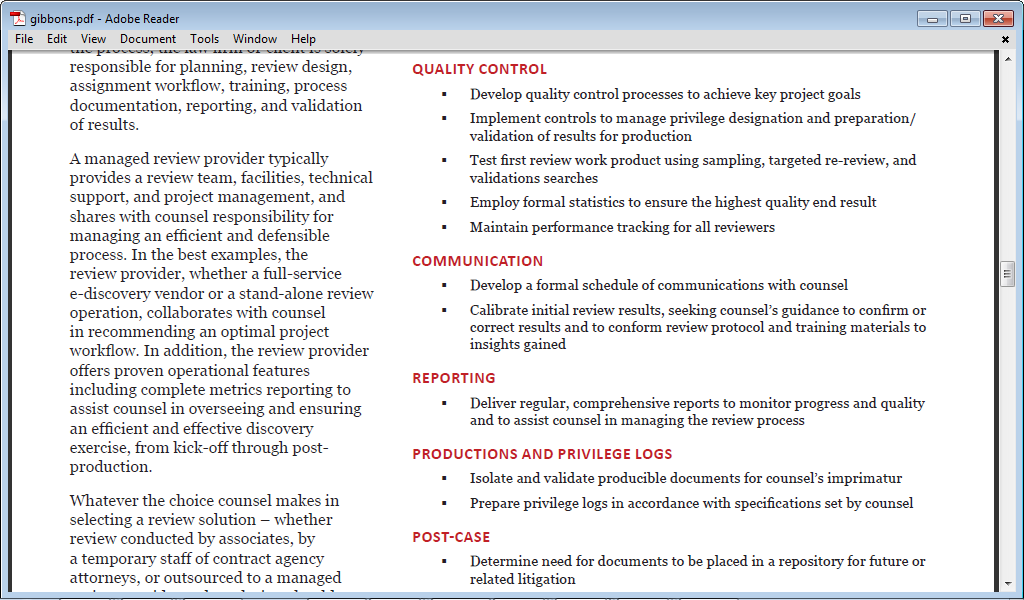 gibbons.pdf - Adobe Reader
File Edit View Document Tools Window Help
the process, the law firm or client is solely
responsible for planning, review design,
assignment workflow, training, process
documentation, reporting, and validation
of results.
A managed review provider typically
provides a review team, facilities, technical
support, and project management, and
shares with counsel responsibility for
managing an efficient and defensible
process. In the best examples, the
review provider, whether a full-service
e-discovery vendor or a stand-alone review
operation, collaborates with counsel
in recommending an optimal project
workflow. In addition, the review provider
offers proven operational features
including complete metrics reporting to
assist counsel in overseeing and ensuring
an efficient and effective discovery
exercise, from kick-off through post-
production.
Whatever the choice counsel makes in
selecting a review solution – whether
review conducted by associates, by
a temporary staff of contract agency
attorneys, or outsourced to a managed
QUALITY CONTROL
▪ Develop quality control processes to achieve key project goals
▪ Implement controls to manage privilege designation and preparation/
validation of results for production
▪ Test first review work product using sampling, targeted re-review, and
validations searches
▪ Employ formal statistics to ensure the highest quality end result
▪ Maintain performance tracking for all reviewers
COMMUNICATION
▪ Develop a formal schedule of communications with counsel
▪ Calibrate initial review results, seeking counsel's guidance to confirm or
correct results and to conform review protocol and training materials to
insights gained
REPORTING
▪ Deliver regular, comprehensive reports to monitor progress and quality
and to assist counsel in managing the review process
PRODUCTIONS AND PRIVILEGE LOGS
▪ Isolate and validate producible documents for counsel's imprimatur
▪ Prepare privilege logs in accordance with specifications set by counsel
POST-CASE
▪ Determine need for documents to be placed in a repository for future or
related litigation